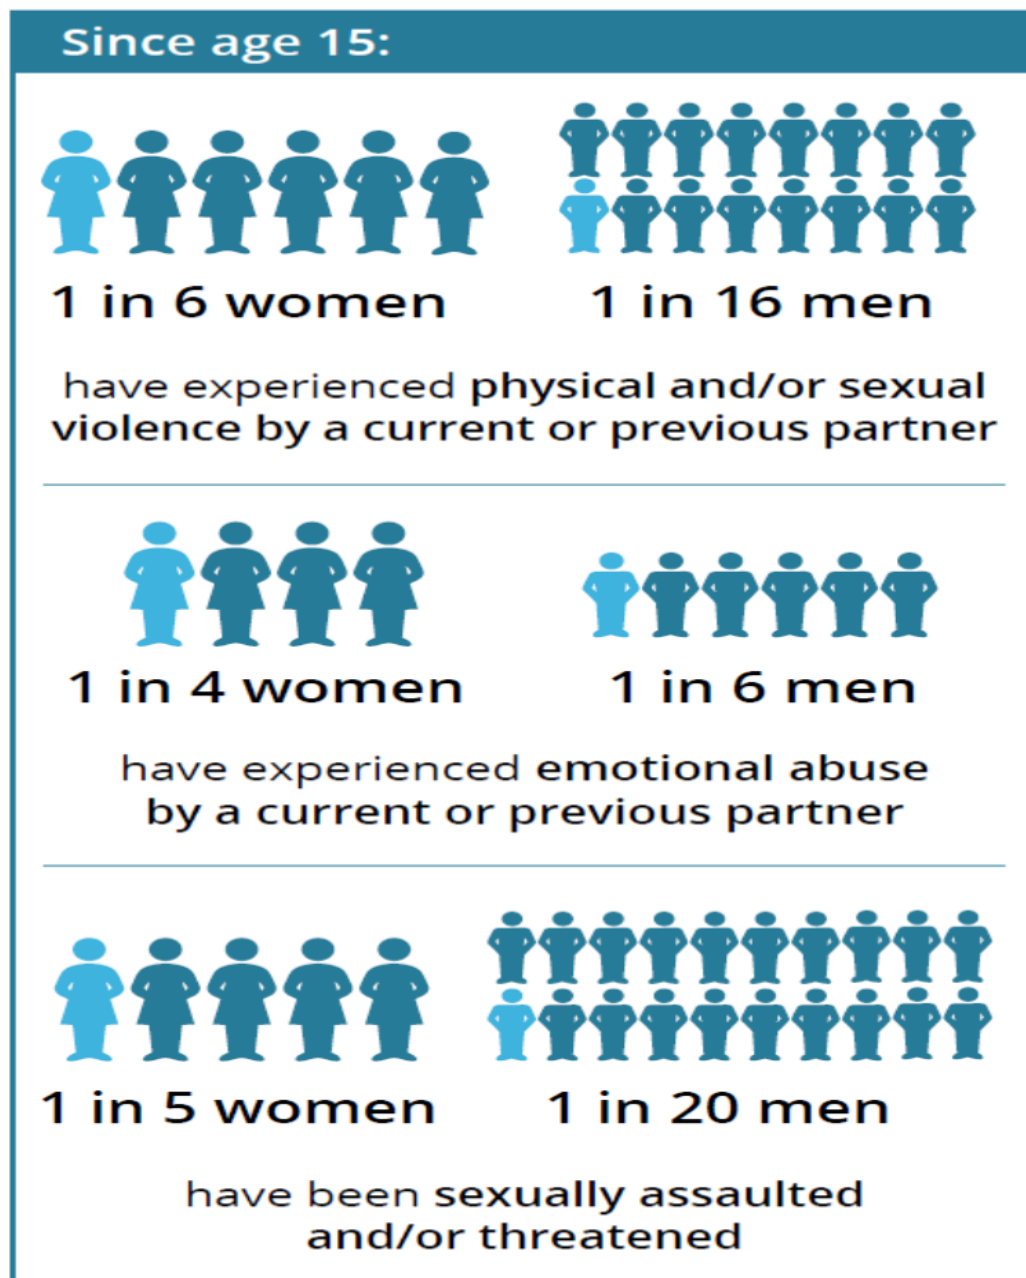 Since age 15:
1 in 6 women
1 in 16 men
have experienced physical and/or sexual
violence by a current or previous partner
1 in 4 women
1 in 6 men
have experienced emotional abuse
by a current or previous partner
1 in 5 women
1 in 20 men
have been sexually assaulted
and/or threatened